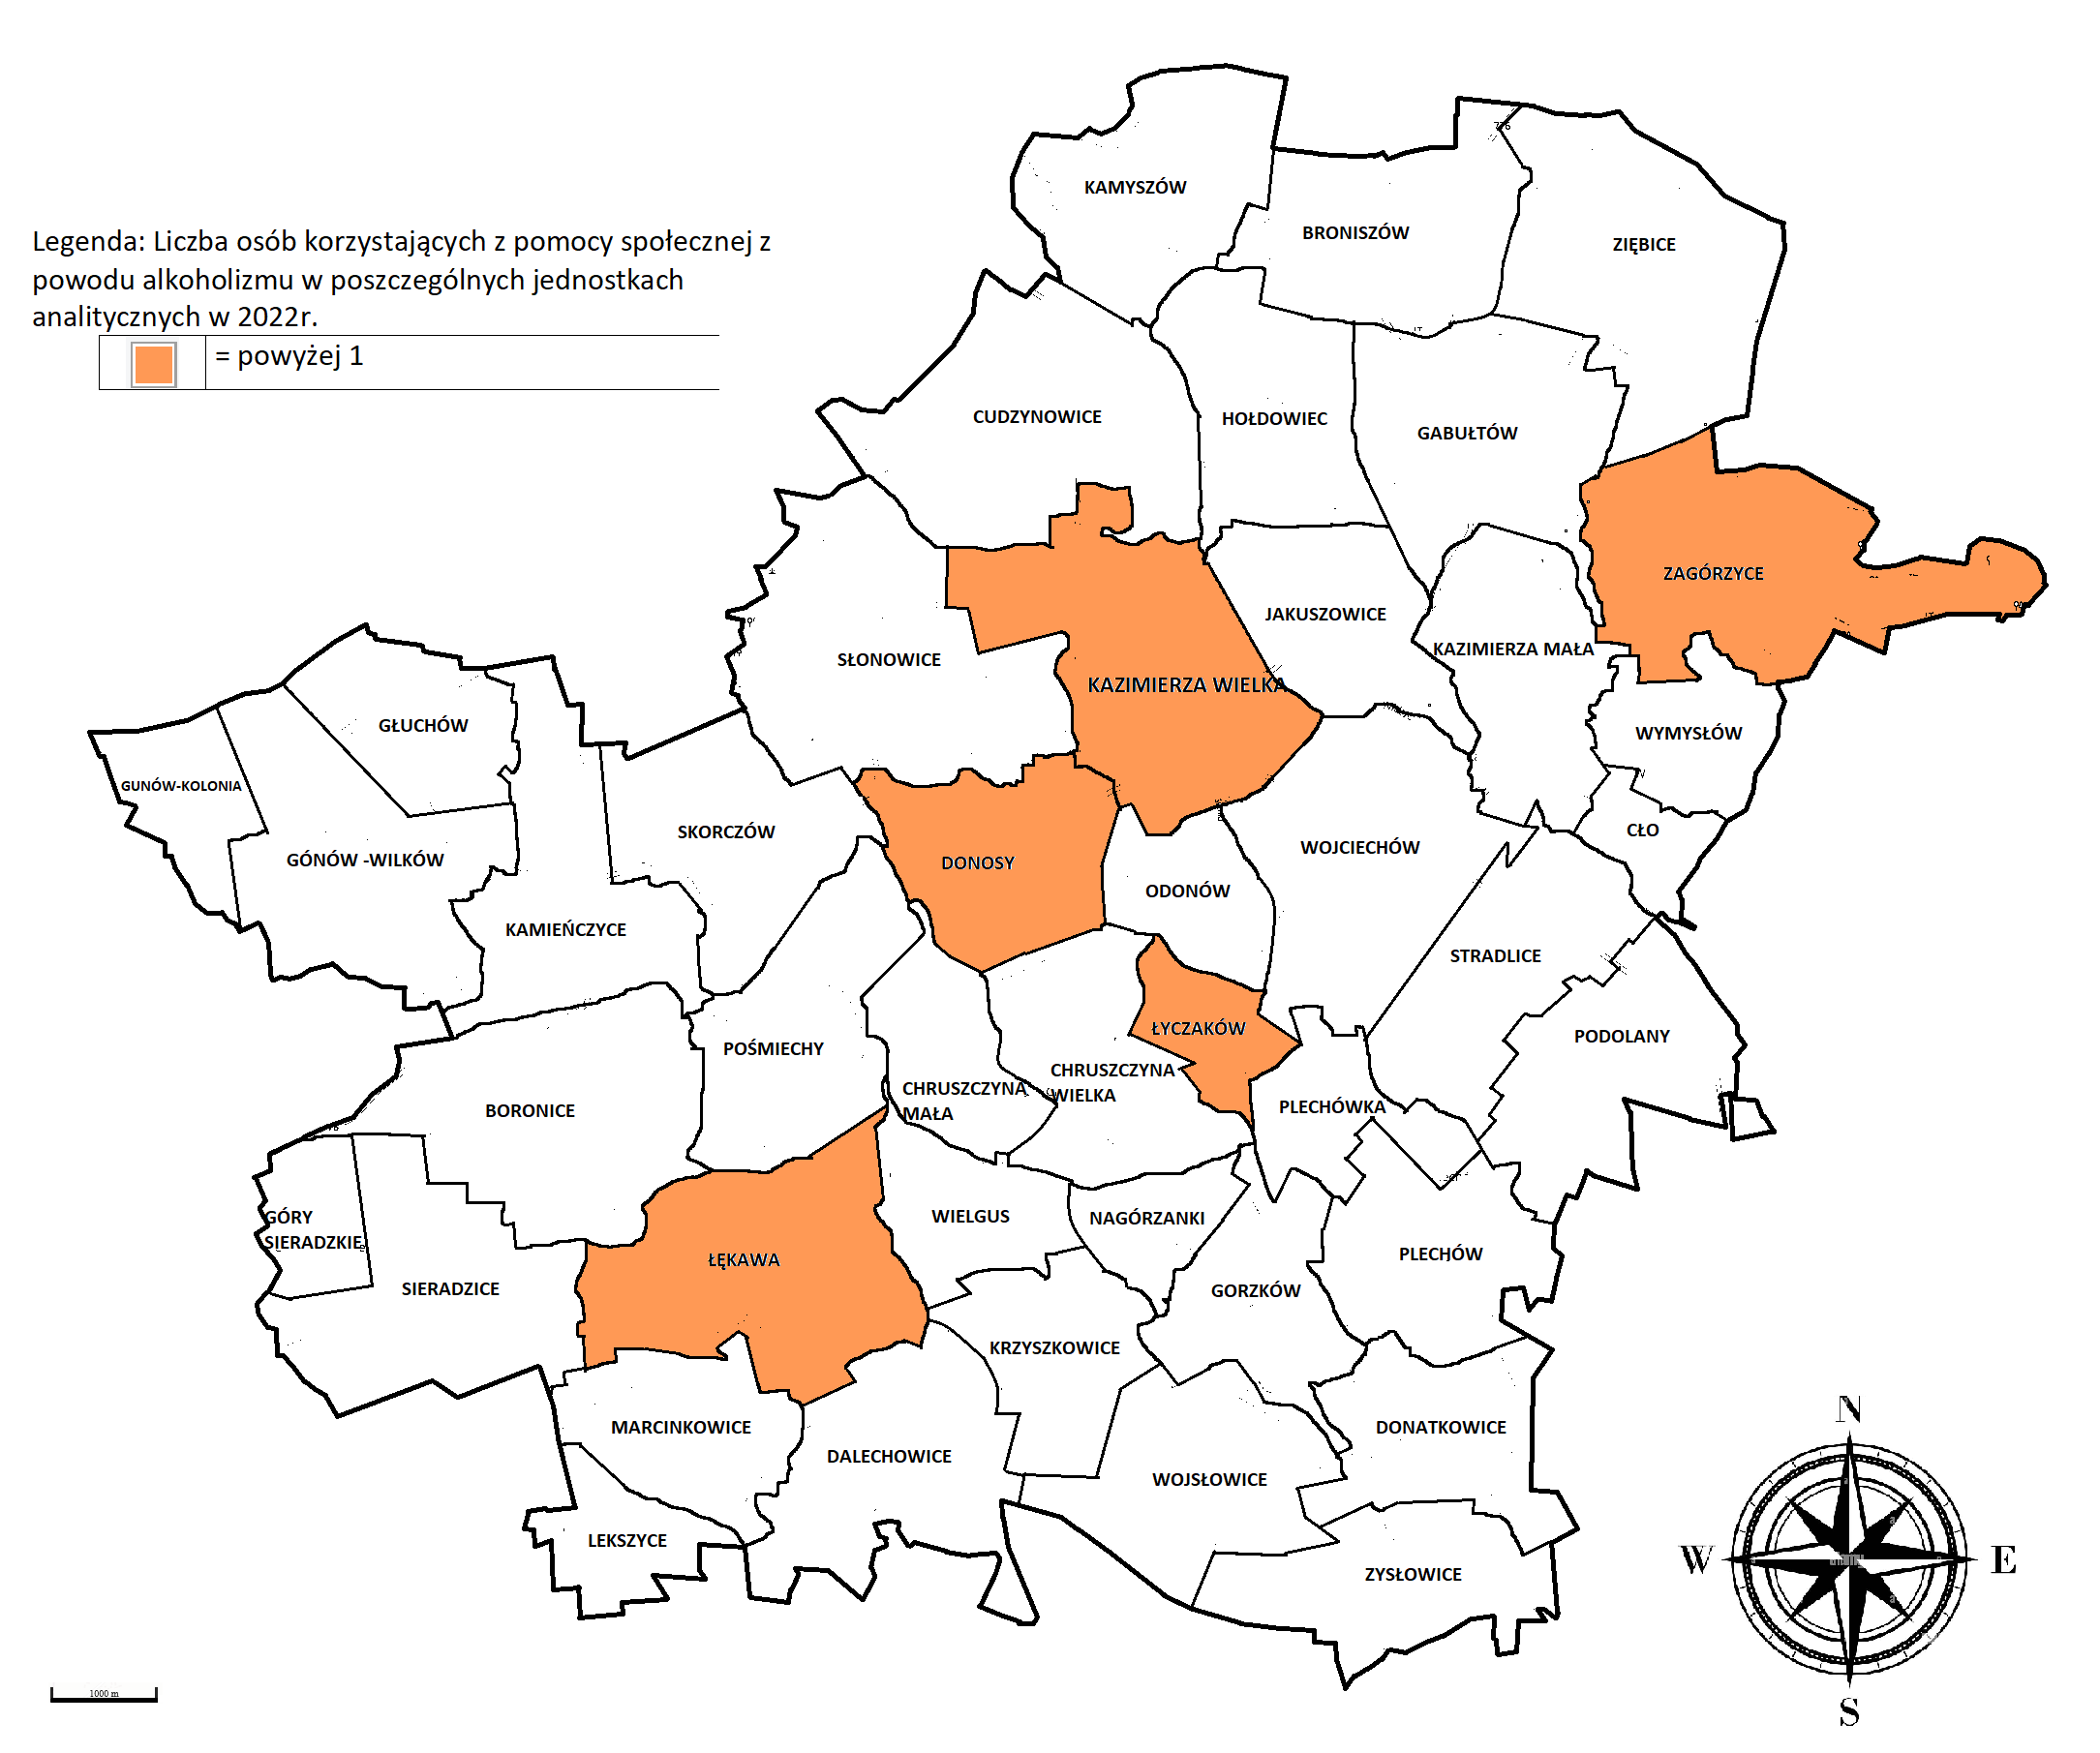 Legenda: Liczba osób korzystających z pomocy społecznej z
powodu alkoholizmu w poszczególnych jednostkach
analitycznych w 2022r.
= powyżej 1
KAMYSZÓW
BRONISZÓW
ZIĘBICE
CUDZYNOWICE
HOŁDOWIEC
GABUŁTÓW
ZAGÓRZYCE
JAKUSZOWICE
KAZIMIERZA MAŁA
SŁONOWICE
KAZIMIERZA WIELKA
GŁUCHÓW
WYMYSŁÓW
GUNÓW-KOLONIA
SKORCZÓW
CŁO
WOJCIECHÓW
GÓNÓW -WILKÓW
DONOSY
ODONÓW
KAMIEŃCZYCE
STRADLICE
ŁYCZAKÓW
PODOLANY
POŚMIECHY
CHRUSZCZYNA
WIELKA
CHRUSZCZYNA
MAŁA
PLECHÓWKA
BORONICE
GÓRY
SIERADZKIE
WIELGUS
NAGÓRZANKI
PLECHÓW
ŁĘKAWA
SIERADZICE
GORZKÓW
KRZYSZKOWICE
MARCINKOWICE
DONATKOWICE
DALECHOWICE
WOJSŁOWICE
LEKSZYCE
ZYSŁOWICE
N
W
E
S
1000 m